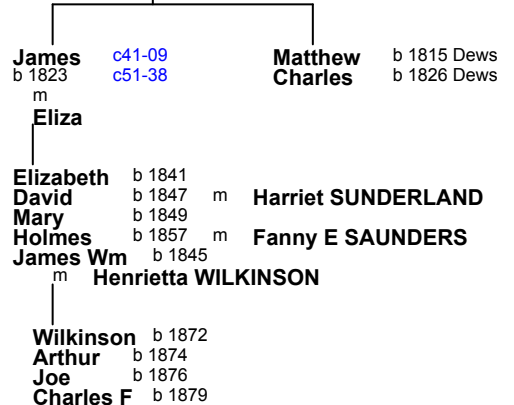 James c41-09 Matthew b 1815 Dews
b 1823 c51-38 Charles b 1826 Dews
m
Eliza
Elizabeth b 1841
David b 1847 m Harriet SUNDERLAND
Mary b 1849
Holmes b 1857 m Fanny E SAUNDERS
James Wm b 1845
m Henrietta WILKINSON
Wilkinson b 1872
Arthur b 1874
Joe b 1876
Charles F b 1879